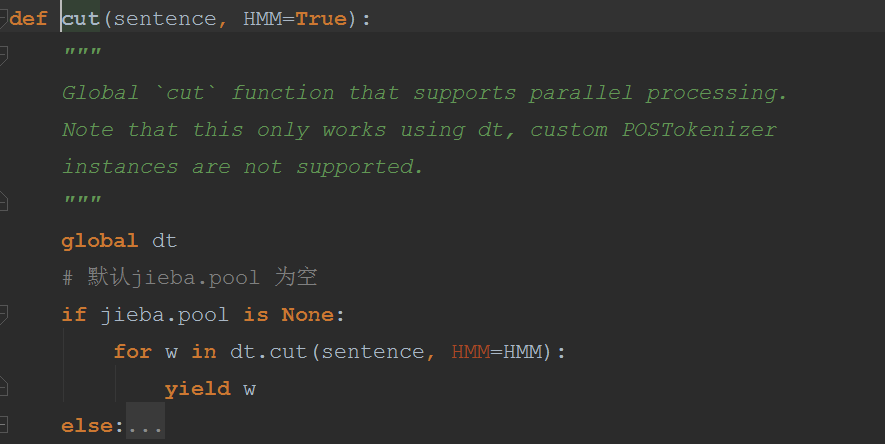 def cut(sentence, HMM=True):
    """
    Global `cut` function that supports parallel processing.
    Note that this only works using dt, custom POSTokenizer
    instances are not supported.
    """
    global dt
    # 默认jieba.pool 为空
    if jieba.pool is None:
        for w in dt.cut(sentence, HMM=HMM):
            yield w
    else:...